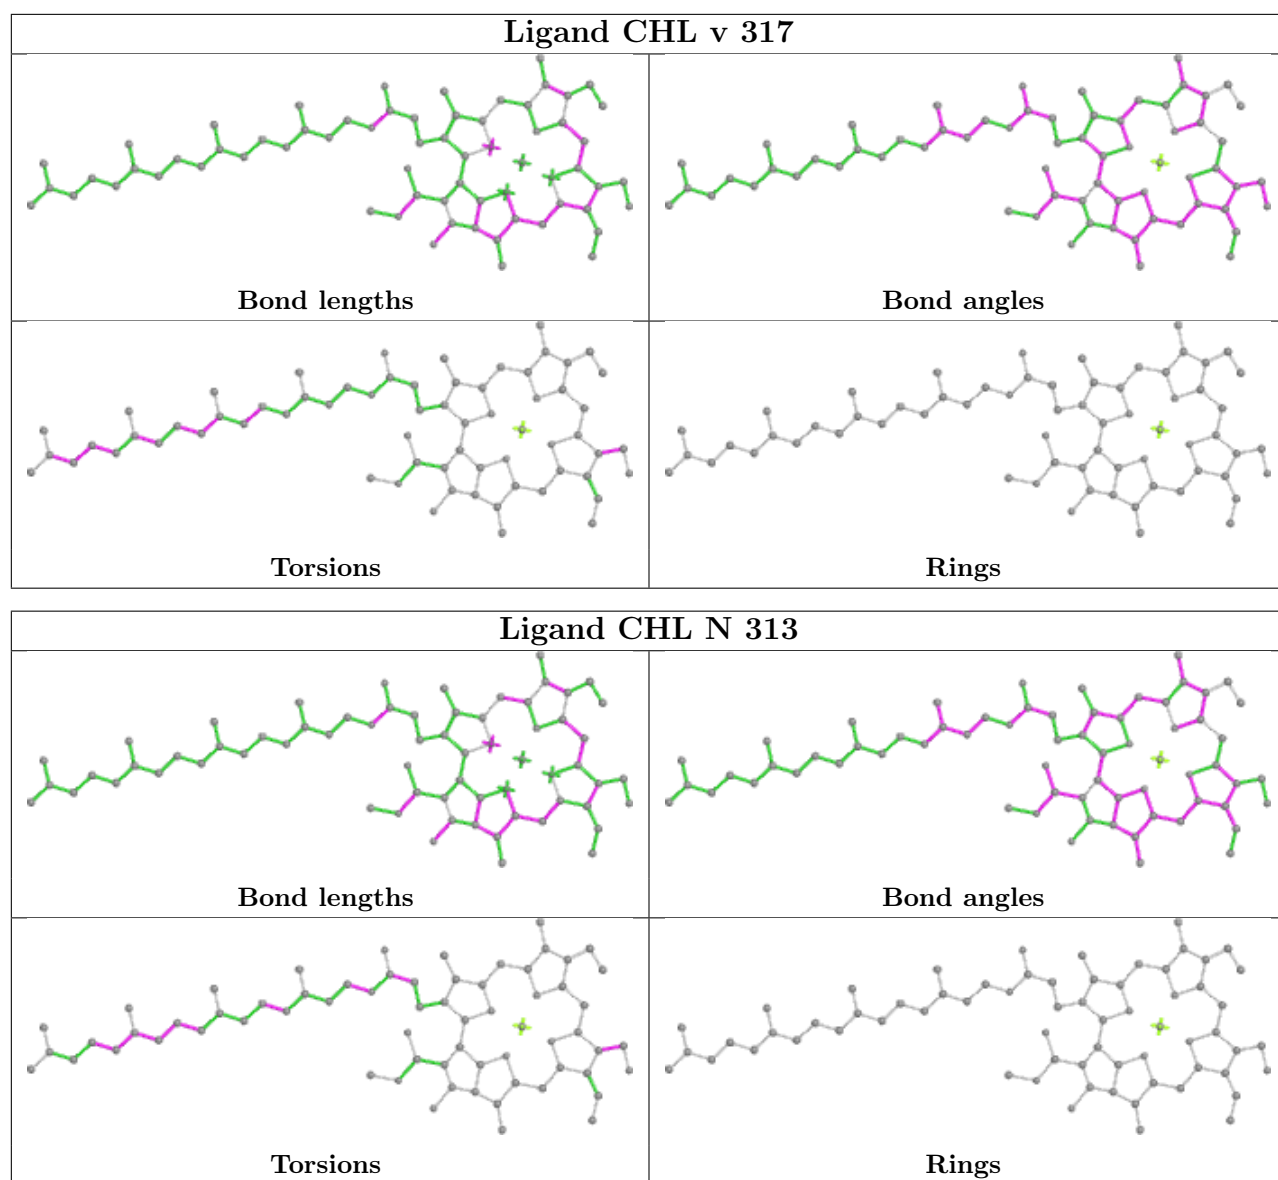 Ligand CHL v 317
Bond lengths
Bond angles
Torsions
Rings
Ligand CHL N 313
Bond lengths
Bond angles
Torsions
Rings